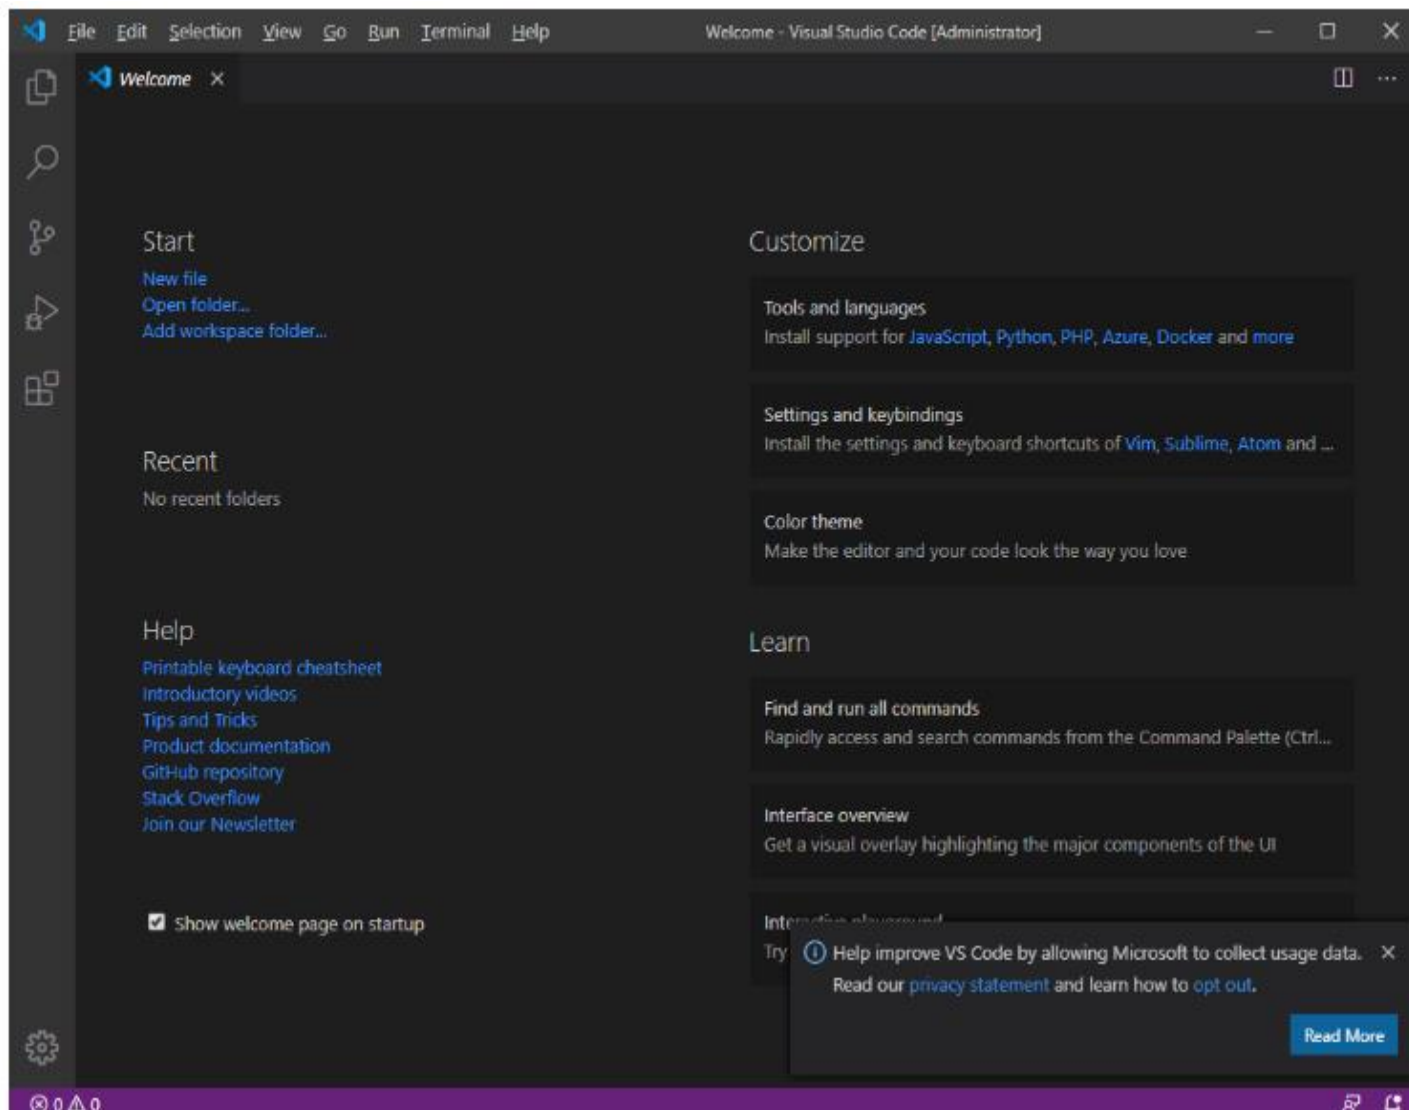 File Edit Selection View Go Run Terminal Help
Welcome - Visual Studio Code [Administrator]
Welcome
Start
New file
Open folder...
Add workspace folder...
Recent
No recent folders
Help
Printable keyboard cheatsheet
Introductory videos
Tips and Tricks
Product documentation
GitHub repository
Stack Overflow
Join our Newsletter
Show welcome page on startup
Customize
Tools and languages
Install support for JavaScript, Python, PHP, Azure, Docker and more
Settings and keybindings
Install the settings and keyboard shortcuts of Vim, Sublime, Atom and ...
Color theme
Make the editor and your code look the way you love
Learn
Find and run all commands
Rapidly access and search commands from the Command Palette (Ctrl...
Interface overview
Get a visual overlay highlighting the major components of the UI
Interactive playground
Try
Help improve VS Code by allowing Microsoft to collect usage data.
Read our privacy statement and learn how to opt out.
Read More
0 0